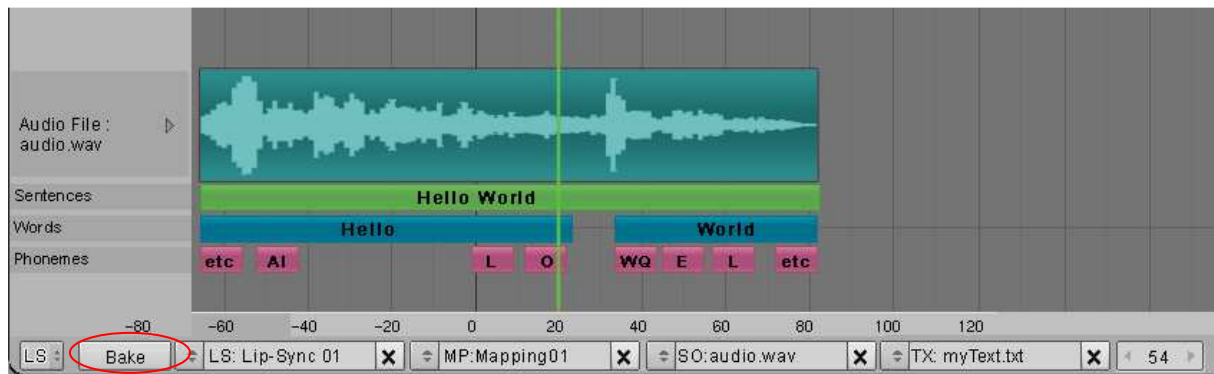 Audio File :
audio.wav
Sentences
Hello World
Words
Hello World
Phonemes
etc AI L O WQ E L etc
-80 -60 -40 -20 0 20 40 60 80 100 120
LS Bake LS: Lip-Sync 01 MP:Mapping01 SO:audio.wav TX: myText.txt 54